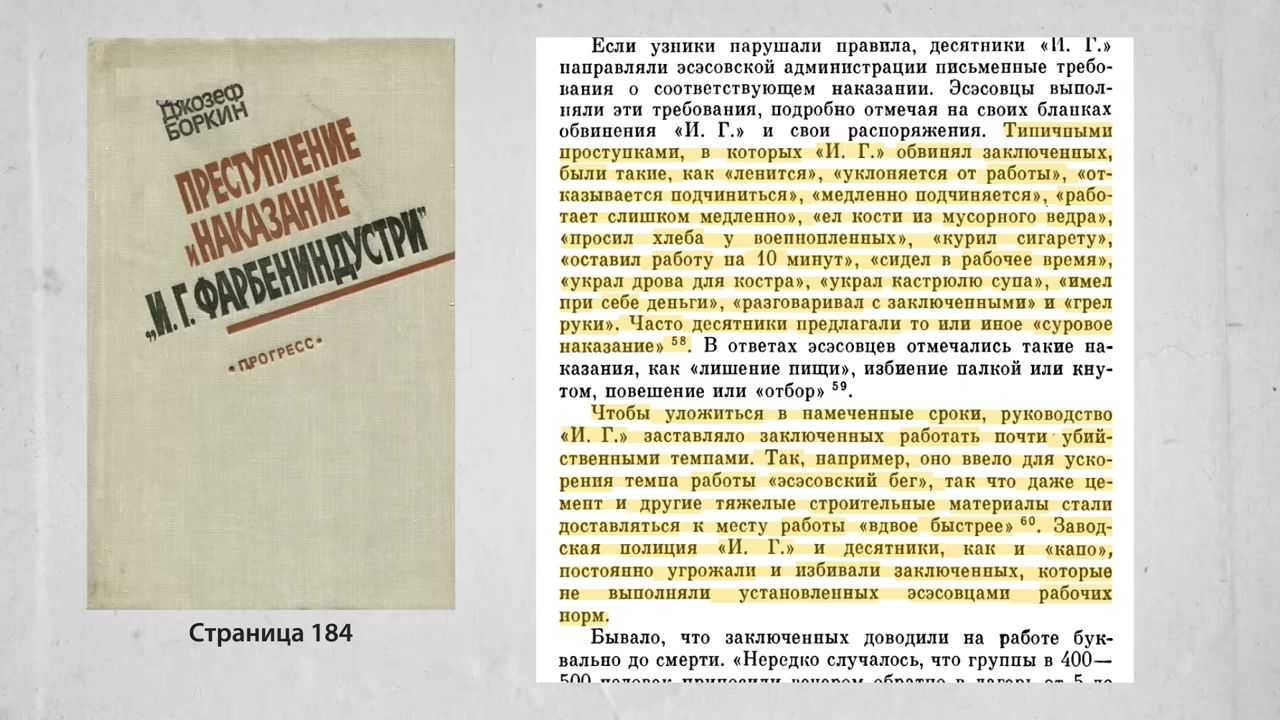 Джозеф
БОРКИН
ПРЕСТУПЛЕНИЕ
и НАКАЗАНИЕ
„И. Г. ФАРБЕНИНДУСТРИ"
• ПРОГРЕСС •
Страница 184
Если узники нарушали правила, десятники «И. Г.»
направляли эсэсовской администрации письменные требо-
вания о соответствующем наказании. Эсэсовцы выпол-
няли эти требования, подробно отмечая на своих бланках
обвинения «И. Г.» и свои распоряжения. Типичными
проступками, в которых «И. Г.» обвинял заключенных,
были такие, как «ленится», «уклоняется от работы», «от-
казывается подчиниться», «медленно подчиняется», «рабо-
тает слишком медленно», «ел кости из мусорного ведра»,
«просил хлеба у военнопленных», «курил сигарету»,
«оставил работу на 10 минут», «сидел в рабочее время»,
«украл дрова для костра», «украл кастрюлю супа», «имел
при себе деньги», «разговаривал с заключенными» и «грел
руки». Часто десятники предлагали то или иное «суровое
наказание» 58. В ответах эсэсовцев отмечались такие на-
казания, как «лишение пищи», избиение палкой или кну-
том, повешение или «отбор» 59.
Чтобы уложиться в намеченные сроки, руководство
«И. Г.» заставляло заключенных работать почти убий-
ственными темпами. Так, например, оно ввело для уско-
рения темпа работы «эсэсовский бег», так что даже це-
мент и другие тяжелые строительные материалы стали
доставляться к месту работы «вдвое быстрее» 60. Завод-
ская полиция «И. Г.» и десятники, как и «капо»,
постоянно угрожали и избивали заключенных, которые
не выполняли установленных эсэсовцами рабочих
норм.
Бывало, что заключенных доводили на работе бук-
вально до смерти. «Нередко случалось, что группы в 400—
500 человек приносили вечером обратно в лагерь от 5 до